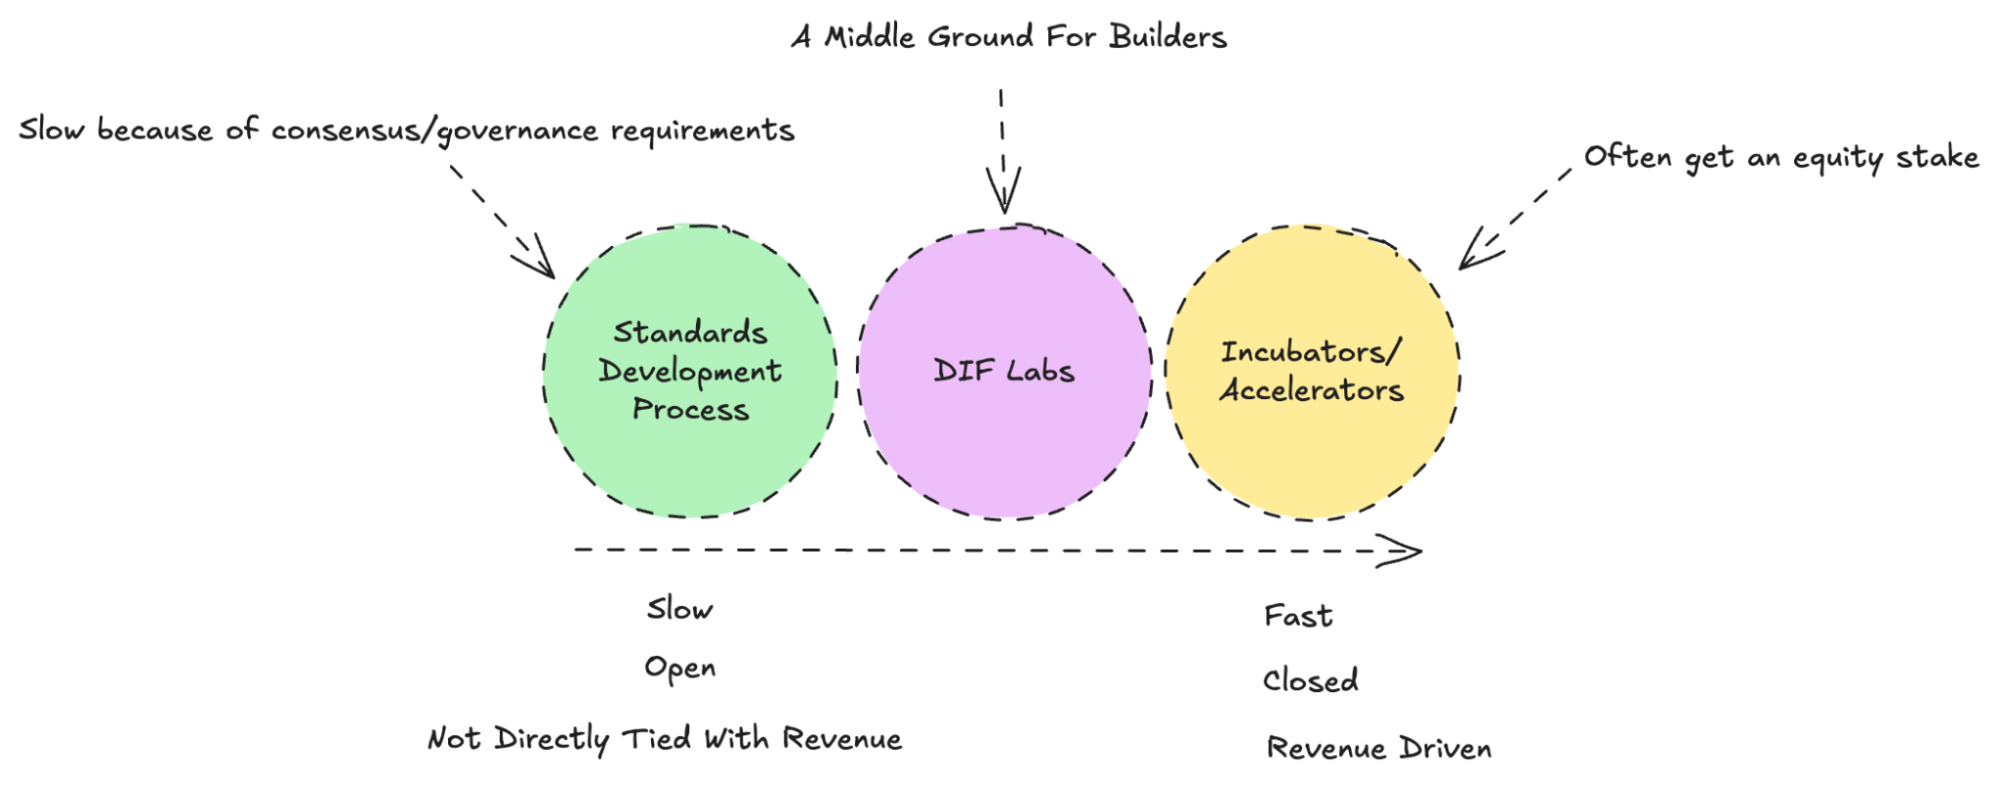 A Middle Ground For Builders
Slow because of consensus/governance requirements
Often get an equity stake
Standards
Development
Process
DIF Labs
Incubators/
Accelerators
Slow
Fast
Open
Closed
Not Directly Tied With Revenue
Revenue Driven